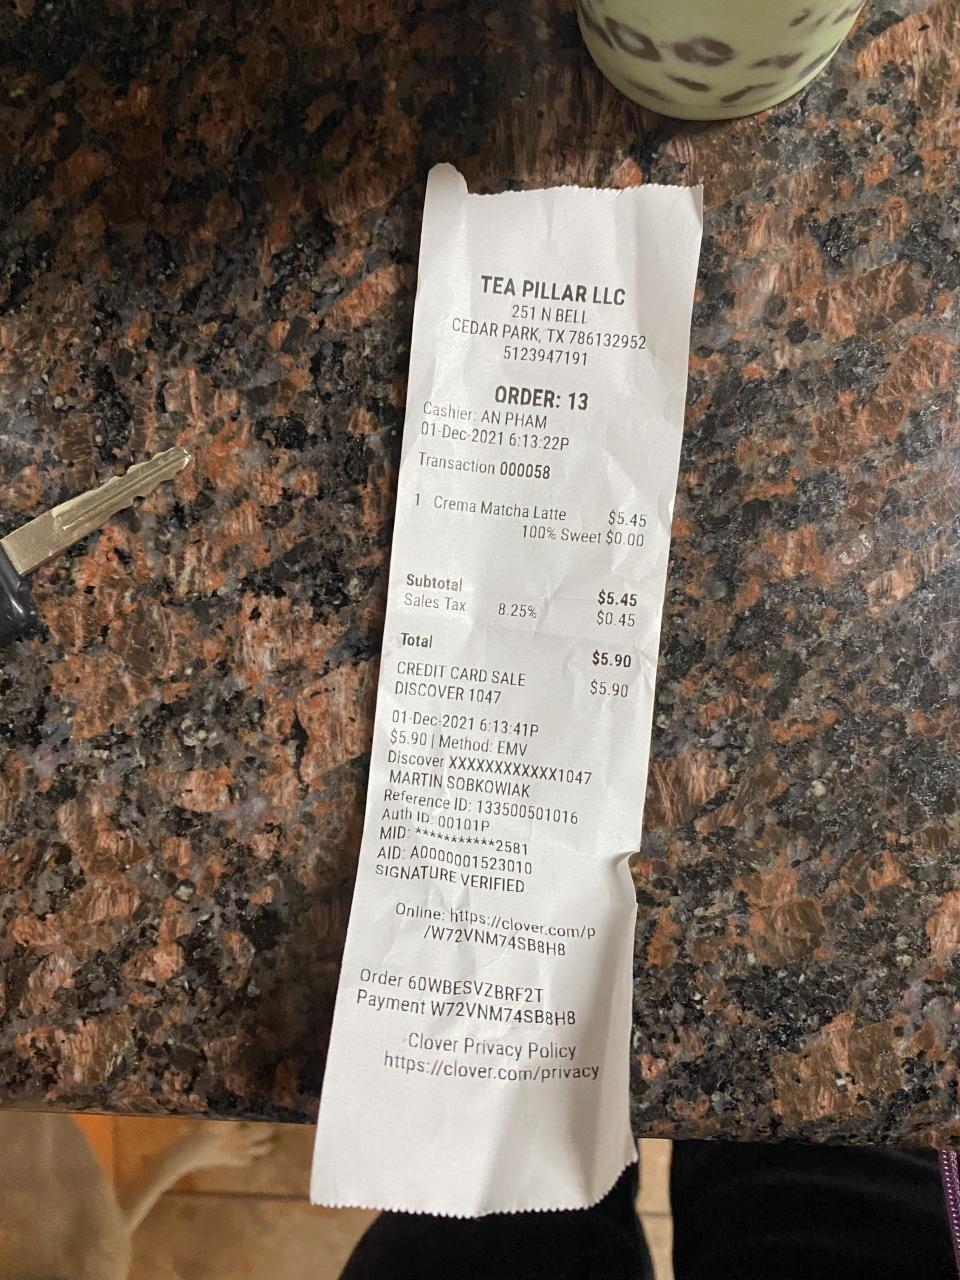 TEA PILLAR LLC
251 N BELL
CEDAR PARK, TX 786132952
5123947191
ORDER: 13
Cashier: AN PHAM
01-Dec-2021 6:13:22P
Transaction 000058
1 Crema Matcha Latte $5.45
100% Sweet $0.00
Subtotal $5.45
Sales Tax 8.25% $0.45
Total $5.90
CREDIT CARD SALE $5.90
DISCOVER 1047
01-Dec-2021 6:13:41P
$5.90 | Method: EMV
Discover XXXXXXXXXXXX1047
MARTIN SOBKOWIAK
Reference ID: 133500501016
Auth ID: 00101P
MID: ***********2581
AID: A0000001523010
SIGNATURE VERIFIED
Online: https://clover.com/p
/W72VNM74SB8H8
Order 60WBESVZBRF2T
Payment W72VNM74SB8H8
Clover Privacy Policy
https://clover.com/privacy